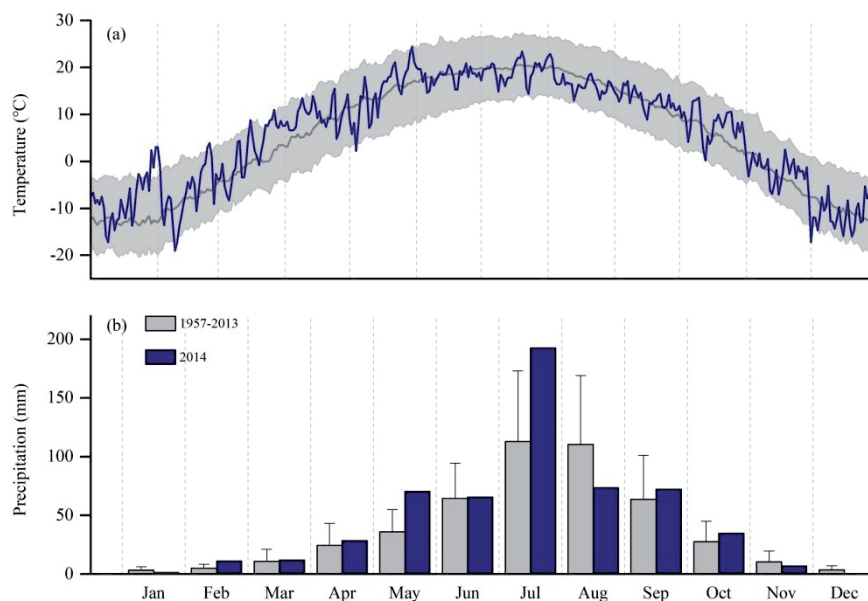 30
(a)
20
10
0
-10
-20
Temperature (°C)
(b)
1957-2013
2014
200
150
100
50
0
Precipitation (mm)
Jan Feb Mar Apr May Jun Jul Aug Sep Oct Nov Dec